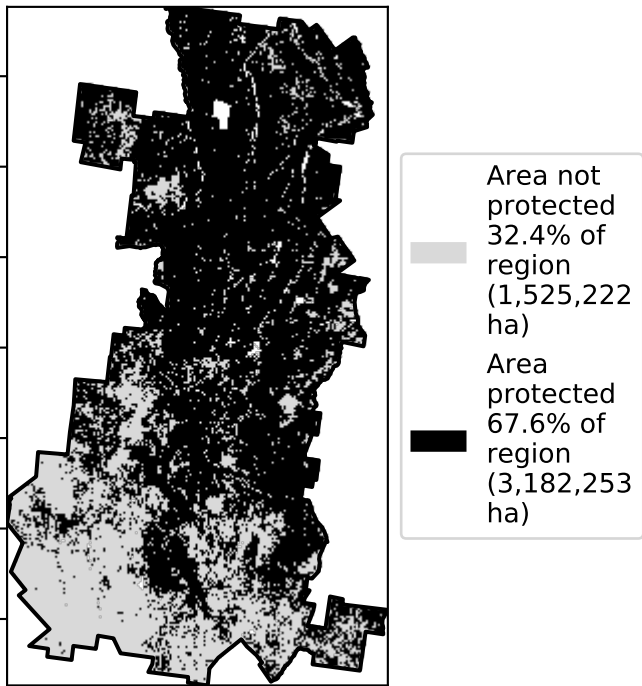 Area not
protected
32.4% of
region
(1,525,222
ha)
Area
protected
67.6% of
region
(3,182,253
ha)